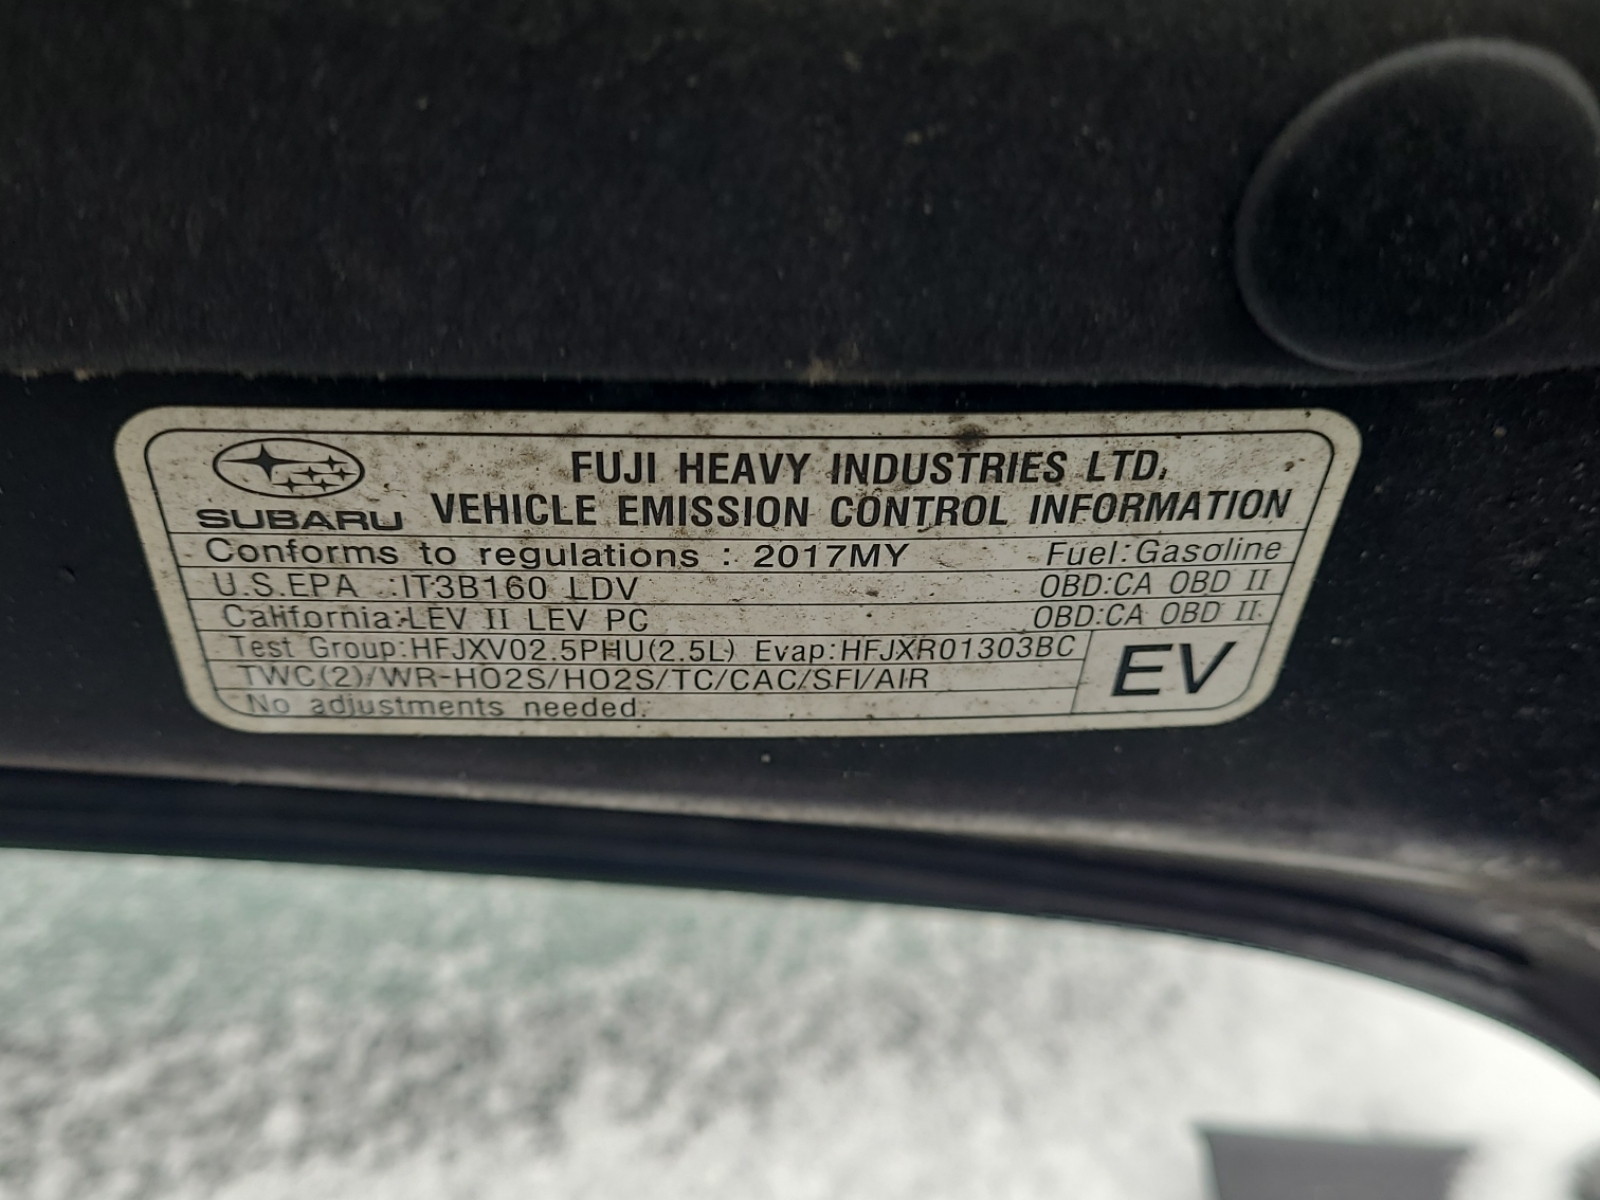 FUJI HEAVY INDUSTRIES LTD.
SUBARU VEHICLE EMISSION CONTROL INFORMATION
Conforms to regulations : 2017MY Fuel:Gasoline
U.S.EPA :IT3B160 LDV OBD:CA OBD II
California:LEV II LEV PC OBD:CA OBD II
Test Group:HFJXV02.5PHU(2.5L) Evap:HFJXR01303BC
TWC(2)/WR-HO2S/HO2S/TC/CAC/SFI/AIR
EV
No adjustments needed.